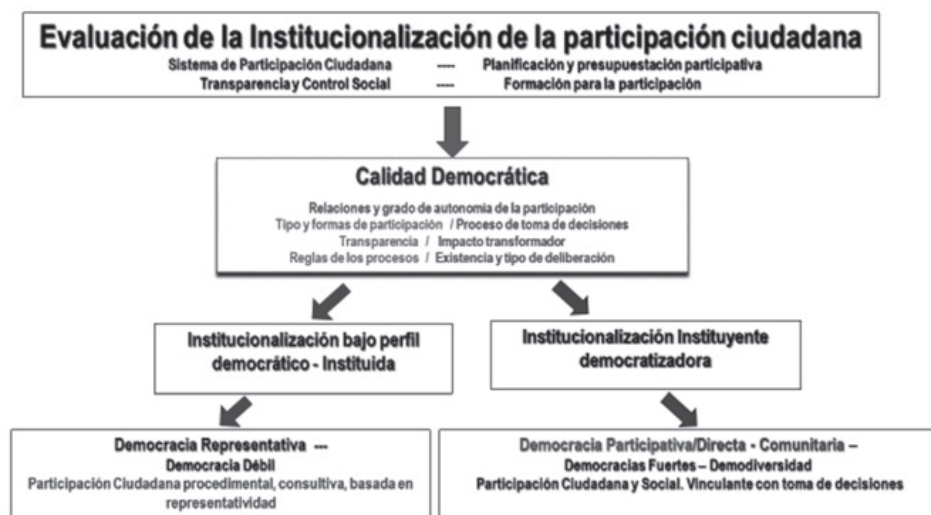 Evaluación de la Institucionalización de la participación ciudadana
Sistema de Participación Ciudadana ---- Planificación y presupuestación participativa
Transparencia y Control Social ---- Formación para la participación
Calidad Democrática
Relaciones y grado de autonomia de la participación
Tipo y formas de participación / Proceso de toma de decisiones
Transparencia / Impacto transformador
Reglas de los procesos / Existencia y tipo de deliberación
Institucionalización bajo perfil
democrático - Instituida
Institucionalización Instituyente
democratizadora
Democracia Representativa ---
Democracia Débil
Participación Ciudadana procedimental, consultiva, basada en
representatividad
Democracia Participativa/Directa - Comunitaria –
Democracias Fuertes – Demodiversidad
Participación Ciudadana y Social. Vinculante con toma de decisiones